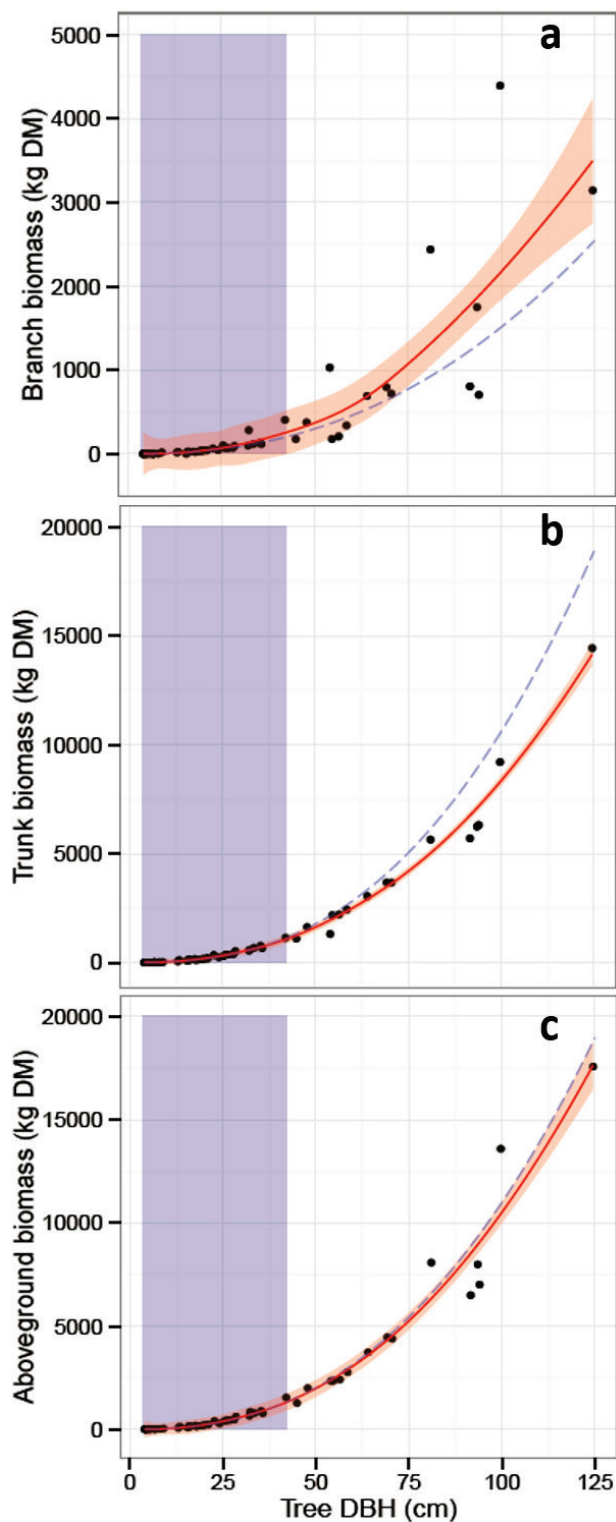 a
5000
4000
3000
2000
1000
0
Branch biomass (kg DM)
b
20000
15000
10000
5000
0
Trunk biomass (kg DM)
c
20000
15000
10000
5000
0
Aboveground biomass (kg DM)
0 25 50 75 100 125
Tree DBH (cm)